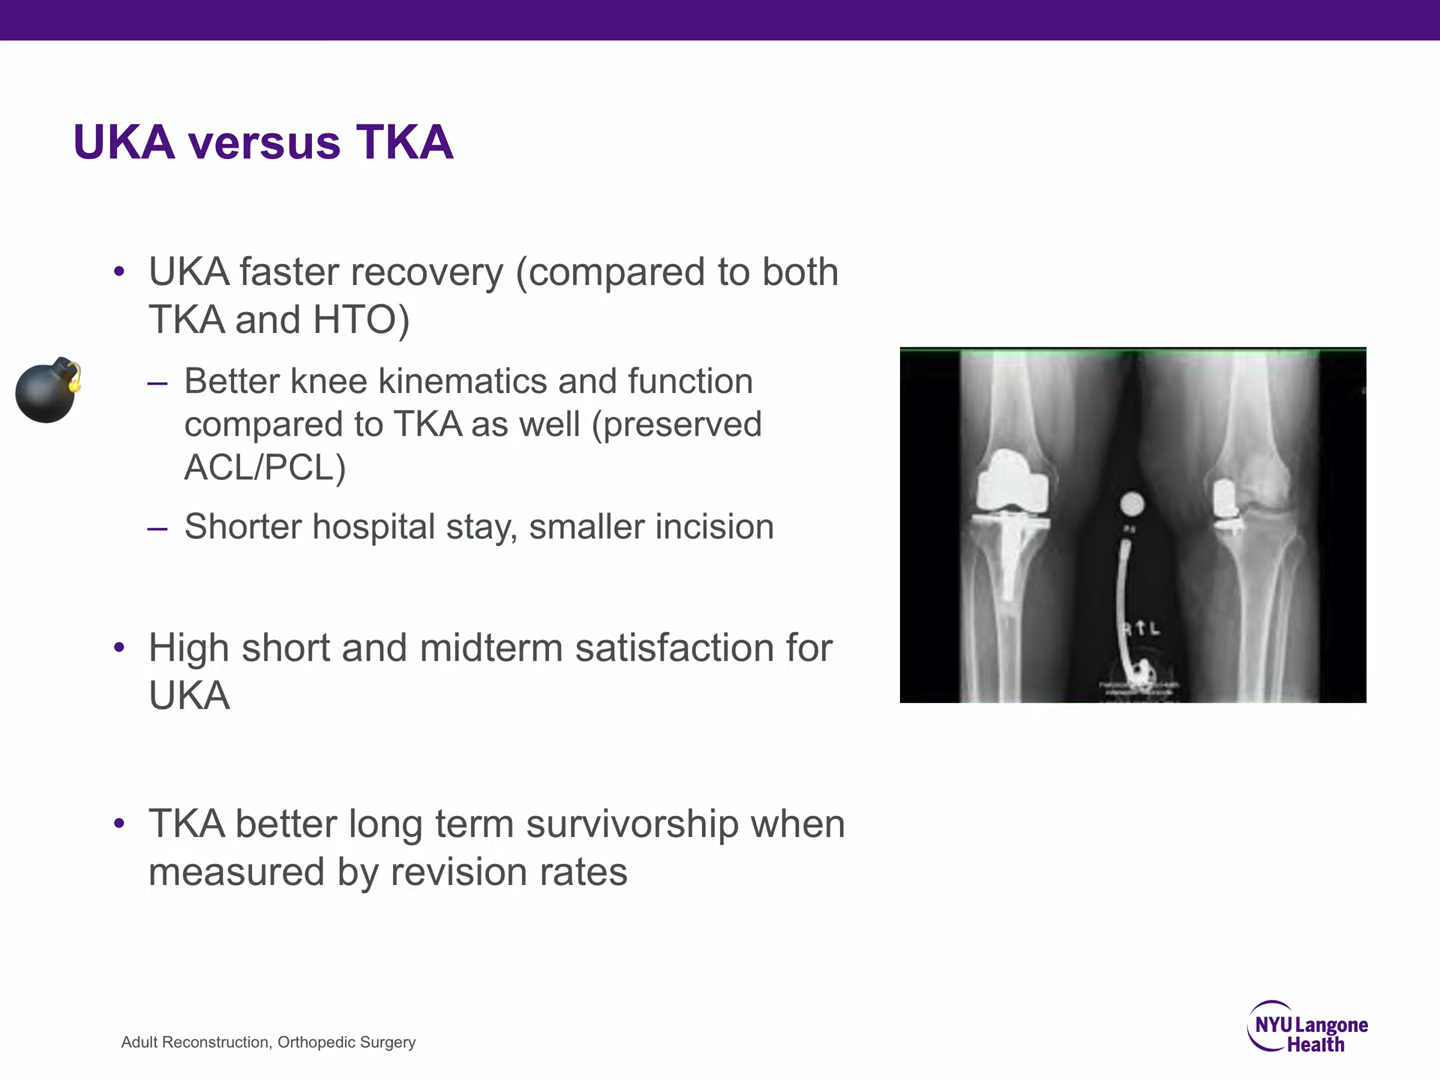 UKA versus TKA
• UKA faster recovery (compared to both
TKA and HTO)
– Better knee kinematics and function
compared to TKA as well (preserved
ACL/PCL)
– Shorter hospital stay, smaller incision
• High short and midterm satisfaction for
UKA
• TKA better long term survivorship when
measured by revision rates
R↑L
Adult Reconstruction, Orthopedic Surgery
NYU Langone
Health